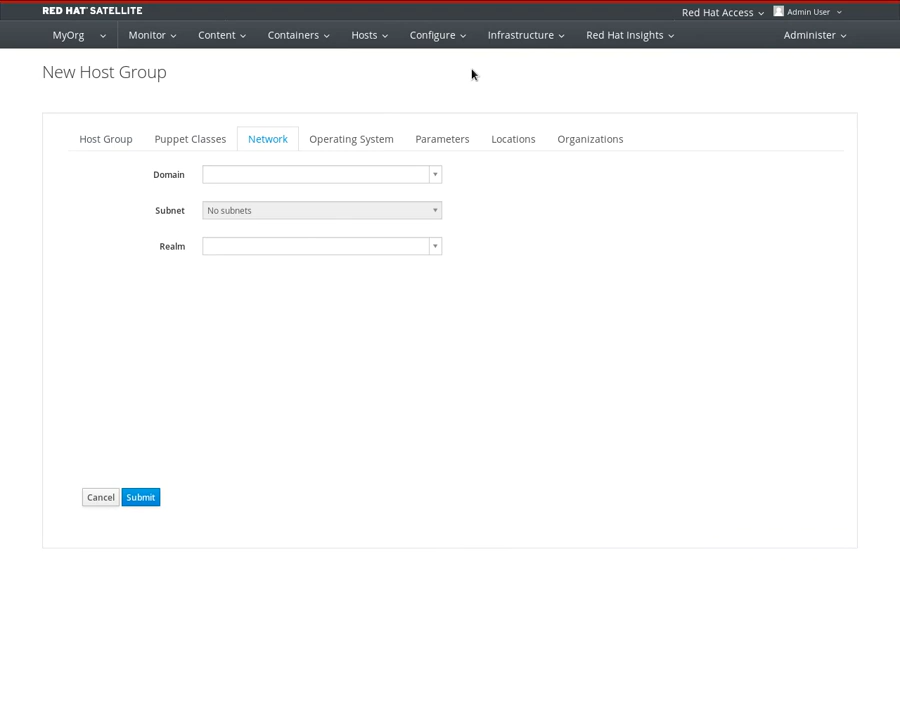 RED HAT SATELLITE
Red Hat Access Admin User
MyOrg Monitor Content Containers Hosts Configure Infrastructure Red Hat Insights Administer
New Host Group
Host Group Puppet Classes Network Operating System Parameters Locations Organizations
Domain
Subnet No subnets
Realm
Cancel Submit